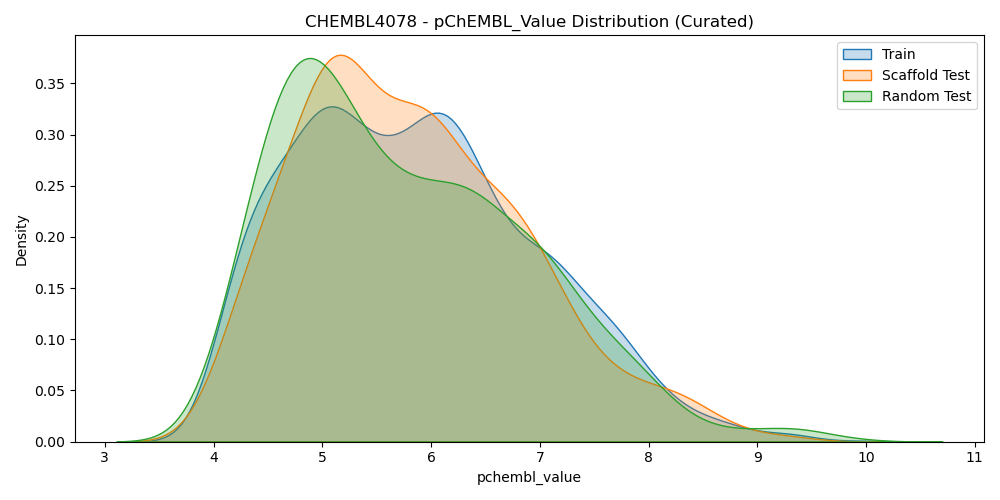 CHEMBL4078 - pChEMBL_Value Distribution (Curated)
Train
Scaffold Test
Random Test
Density
0.35
0.30
0.25
0.20
0.15
0.10
0.05
0.00
3 4 5 6 7 8 9 10 11
pchembl_value